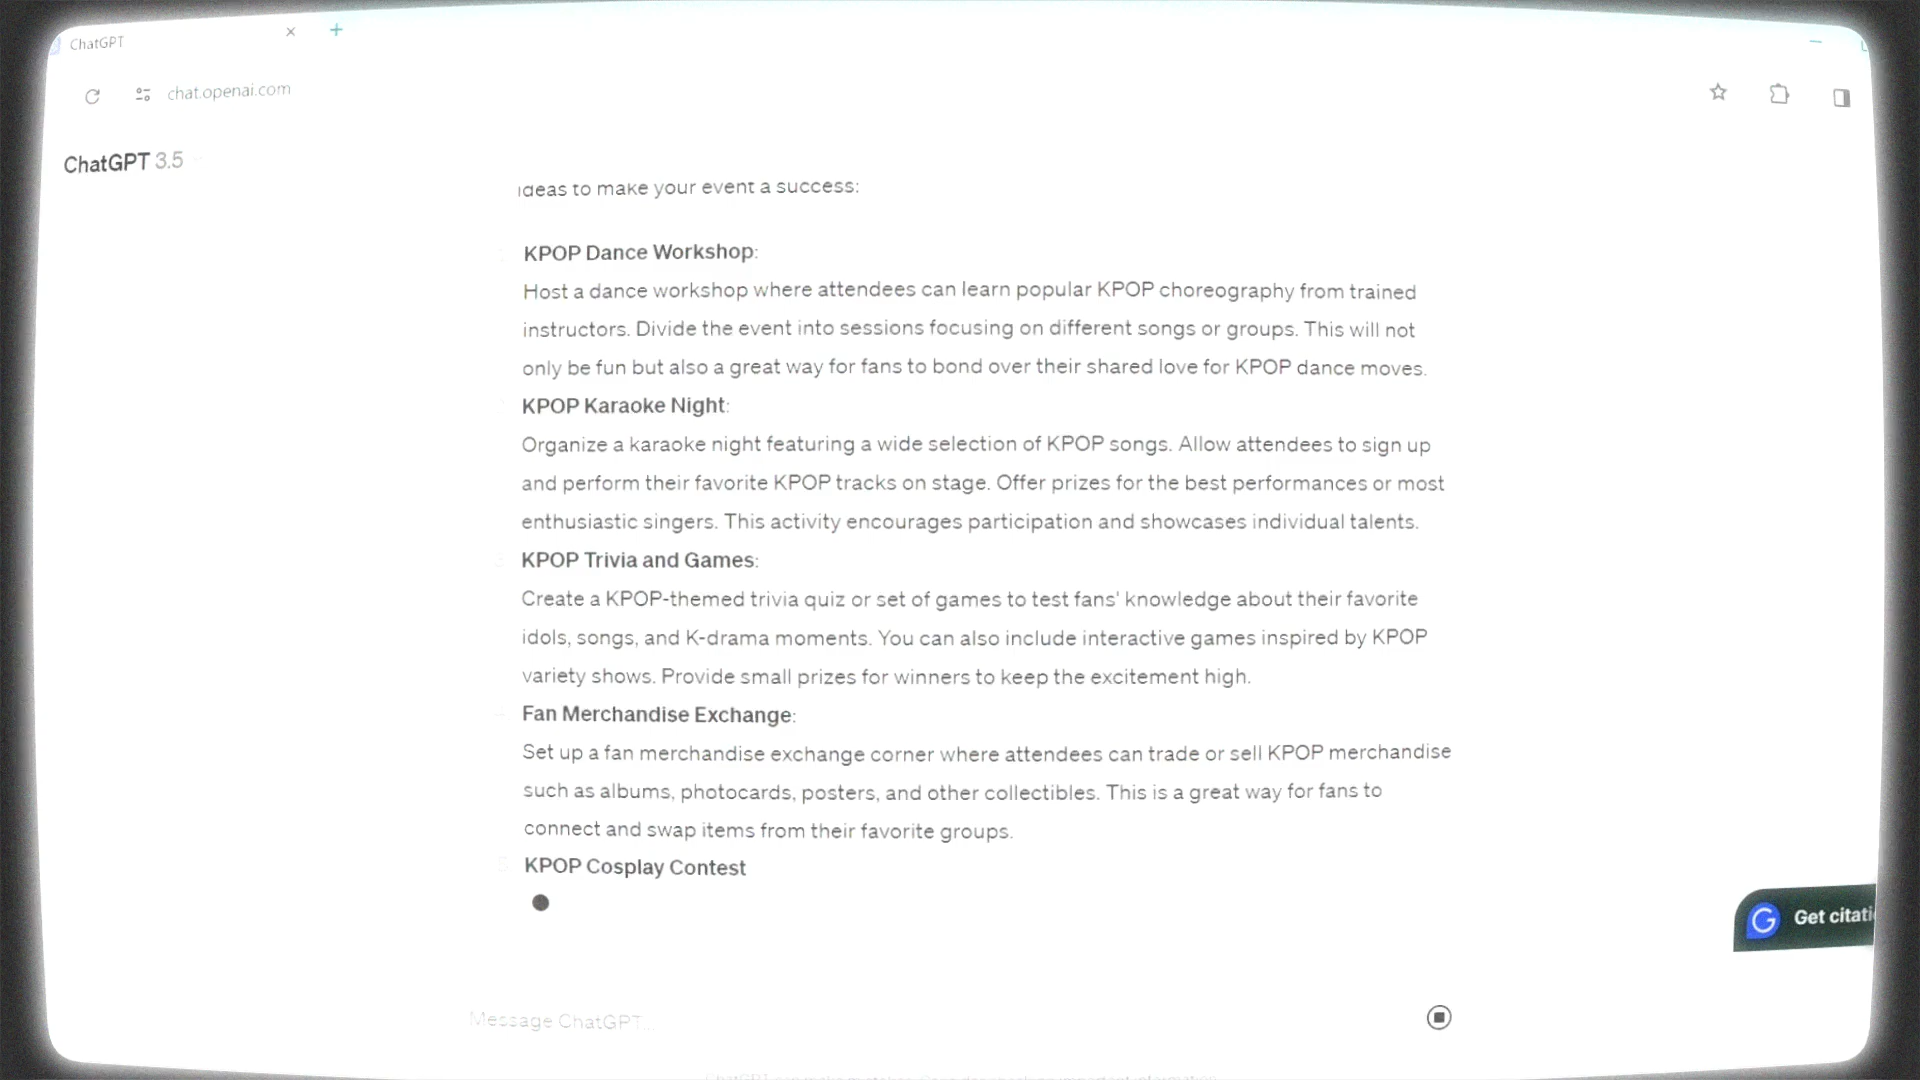 ChatGPT
chat.openai.com
ChatGPT 3.5
ideas to make your event a success:
KPOP Dance Workshop:
Host a dance workshop where attendees can learn popular KPOP choreography from trained
instructors. Divide the event into sessions focusing on different songs or groups. This will not
only be fun but also a great way for fans to bond over their shared love for KPOP dance moves.
KPOP Karaoke Night:
Organize a karaoke night featuring a wide selection of KPOP songs. Allow attendees to sign up
and perform their favorite KPOP tracks on stage. Offer prizes for the best performances or most
enthusiastic singers. This activity encourages participation and showcases individual talents.
KPOP Trivia and Games:
Create a KPOP-themed trivia quiz or set of games to test fans' knowledge about their favorite
idols, songs, and K-drama moments. You can also include interactive games inspired by KPOP
variety shows. Provide small prizes for winners to keep the excitement high.
Fan Merchandise Exchange:
Set up a fan merchandise exchange corner where attendees can trade or sell KPOP merchandise
such as albums, photocards, posters, and other collectibles. This is a great way for fans to
connect and swap items from their favorite groups.
KPOP Cosplay Contest
Get citati
Message ChatGPT...